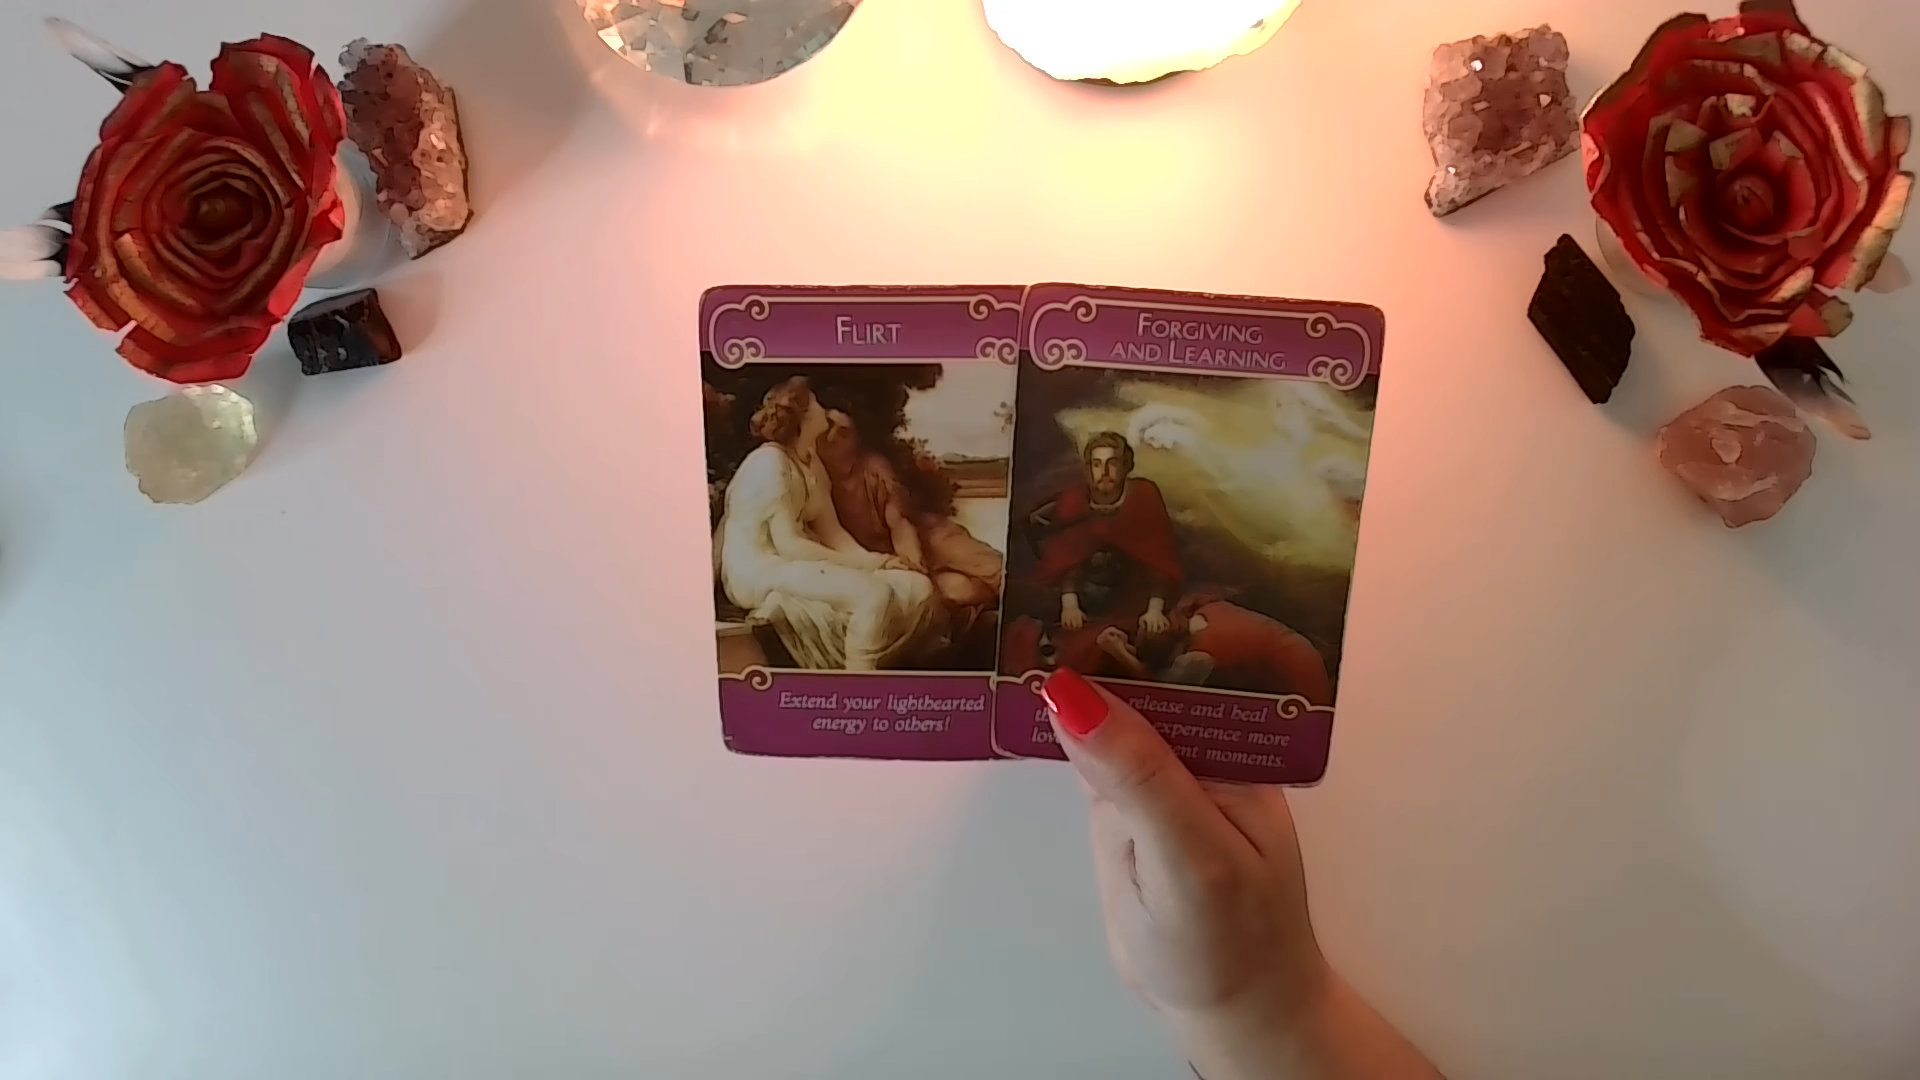 FLIRT
Extend your lighthearted
energy to others!
FORGIVING
AND LEARNING
release and heal
experience more
moments.